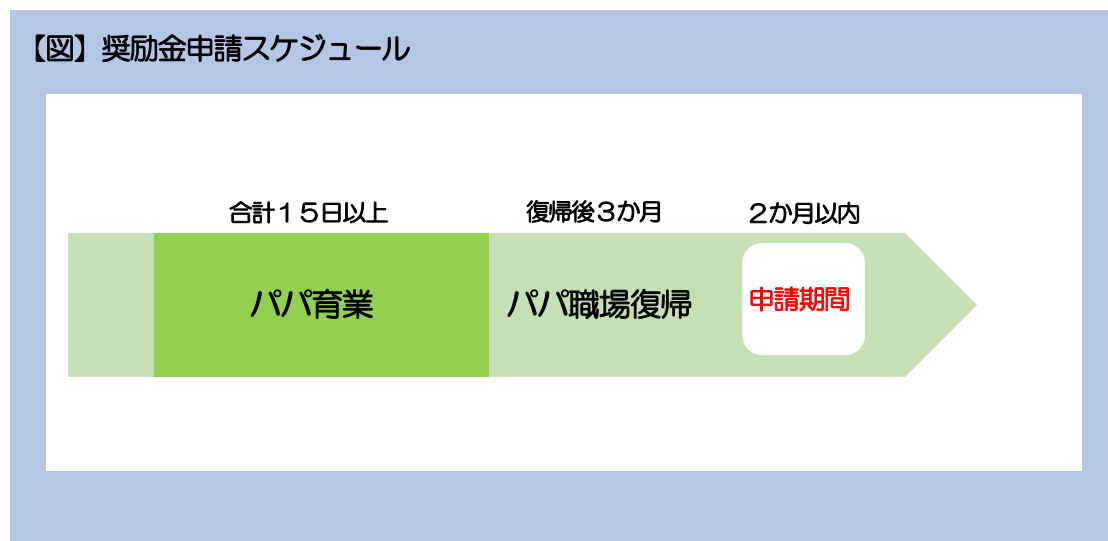 【図】奨励金申請スケジュール
合計１５日以上
復帰後３か月
２か月以内
パパ育業
パパ職場復帰
申請期間